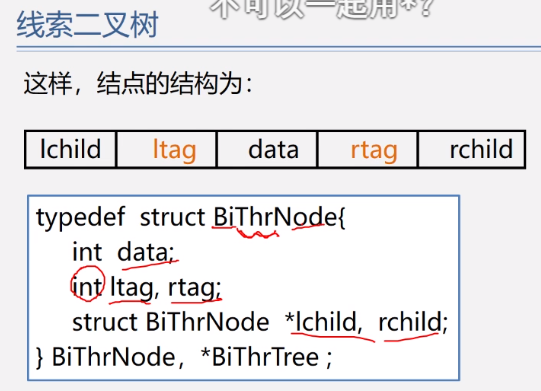 不可以一起用*?
线索二叉树
这样，结点的结构为：
lchild ltag data rtag rchild
typedef struct BiThrNode{
int data;
int ltag, rtag;
struct BiThrNode *lchild, rchild;
} BiThrNode, *BiThrTree ;